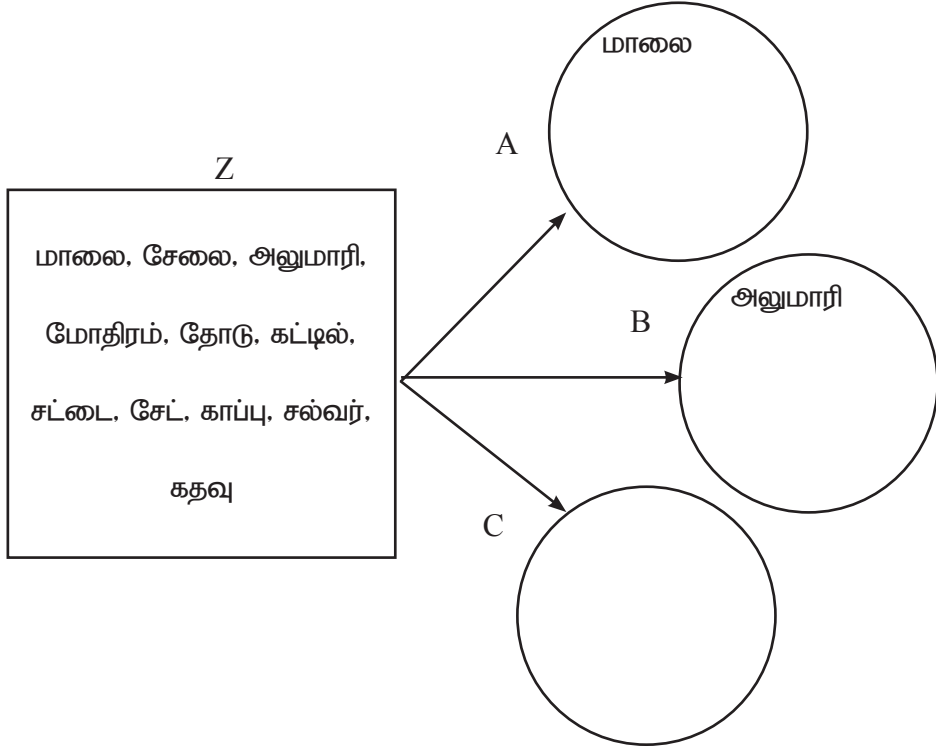 Z
மாலை, சேலை, அலுமாரி,
மோதிரம், தோடு, கட்டில்,
சட்டை, சேட், காப்பு, சல்வர்,
கதவு
A
மாலை
B
அலுமாரி
C